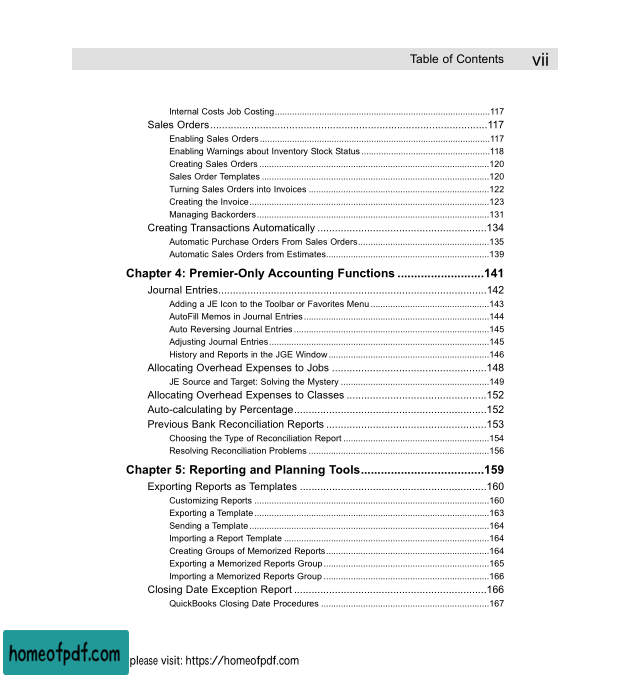 Table of Contents vii
Internal Costs Job Costing..........117
Sales Orders..........117
Enabling Sales Orders..........117
Enabling Warnings about Inventory Stock Status..........118
Creating Sales Orders..........120
Sales Order Templates..........120
Turning Sales Orders into Invoices..........122
Creating the Invoice..........123
Managing Backorders..........131
Creating Transactions Automatically..........134
Automatic Purchase Orders From Sales Orders..........135
Automatic Sales Orders from Estimates..........139
Chapter 4: Premier-Only Accounting Functions..........141
Journal Entries..........142
Adding a JE Icon to the Toolbar or Favorites Menu..........143
AutoFill Memos in Journal Entries..........144
Auto Reversing Journal Entries..........145
Adjusting Journal Entries..........145
History and Reports in the JGE Window..........146
Allocating Overhead Expenses to Jobs..........148
JE Source and Target: Solving the Mystery..........149
Allocating Overhead Expenses to Classes..........152
Auto-calculating by Percentage..........152
Previous Bank Reconciliation Reports..........153
Choosing the Type of Reconciliation Report..........154
Resolving Reconciliation Problems..........156
Chapter 5: Reporting and Planning Tools..........159
Exporting Reports as Templates..........160
Customizing Reports..........160
Exporting a Template..........163
Sending a Template..........164
Importing a Report Template..........164
Creating Groups of Memorized Reports..........164
Exporting a Memorized Reports Group..........165
Importing a Memorized Reports Group..........166
Closing Date Exception Report..........166
QuickBooks Closing Date Procedures..........167
homeofpdf.com please visit: https://homeofpdf.com